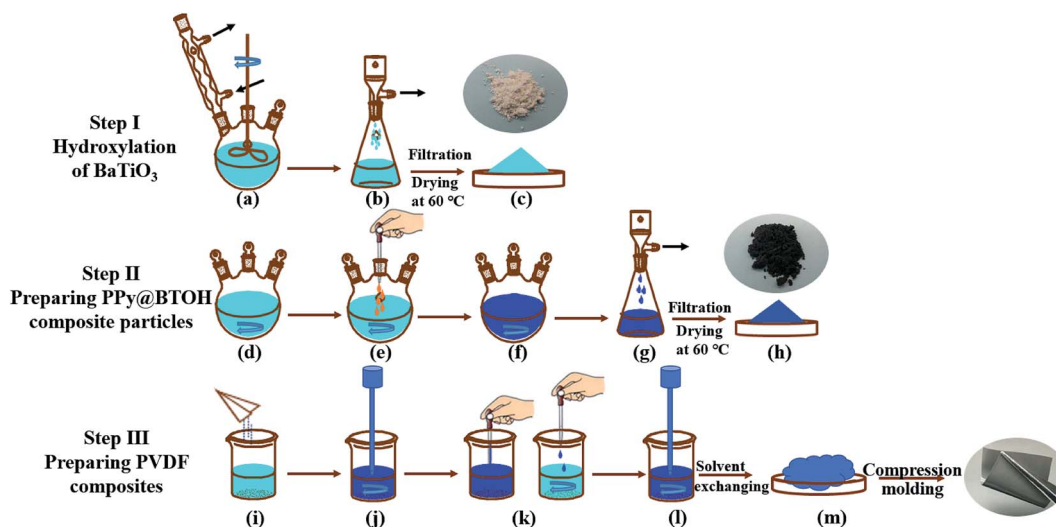 Step I
Hydroxylation
of BaTiO₃
Filtration
Drying
at 60 °C
(a)
(b)
(c)
Step II
Preparing PPy@BTOH
composite particles
Filtration
Drying
at 60 °C
(d)
(e)
(f)
(g)
(h)
Step III
Preparing PVDF
composites
Solvent
exchanging
Compression
molding
(i)
(j)
(k)
(l)
(m)